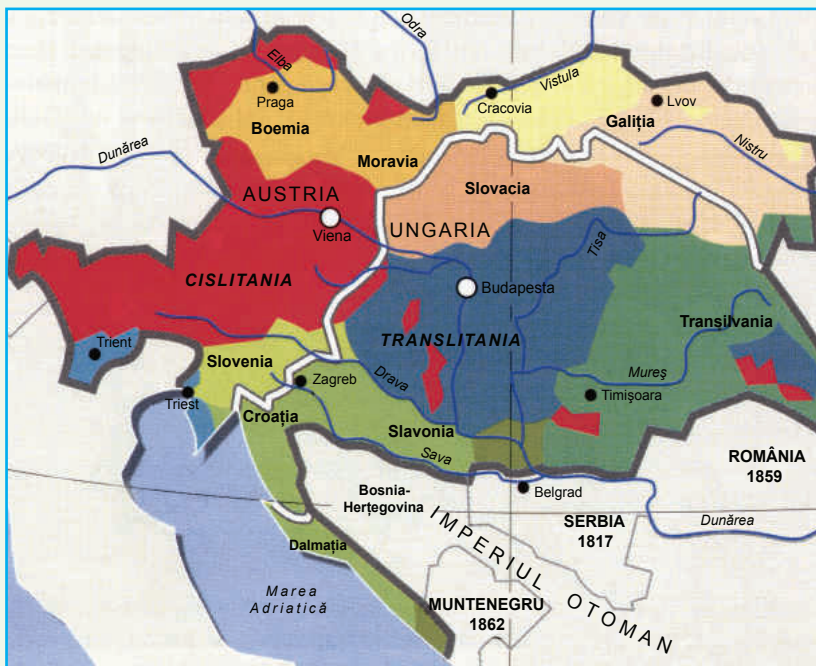 Elba
Odra
Praga
Boemia
Moravia
Cracovia
Vistula
Lvov
Galiția
Nistru
Dunărea
AUSTRIA
Viena
Slovacia
UNGARIA
Tisa
CISLITANIA
Budapesta
TRANSLITANIA
Transilvania
Trient
Slovenia
Zagreb
Drava
Mureș
Timișoara
Triest
Croația
Slavonia
Sava
ROMÂNIA
1859
Belgrad
Bosnia-
Herțegovina
SERBIA
1817
Dunărea
Dalmația
IMPERIUL OTOMAN
Marea
Adriatică
MUNTENEGRU
1862